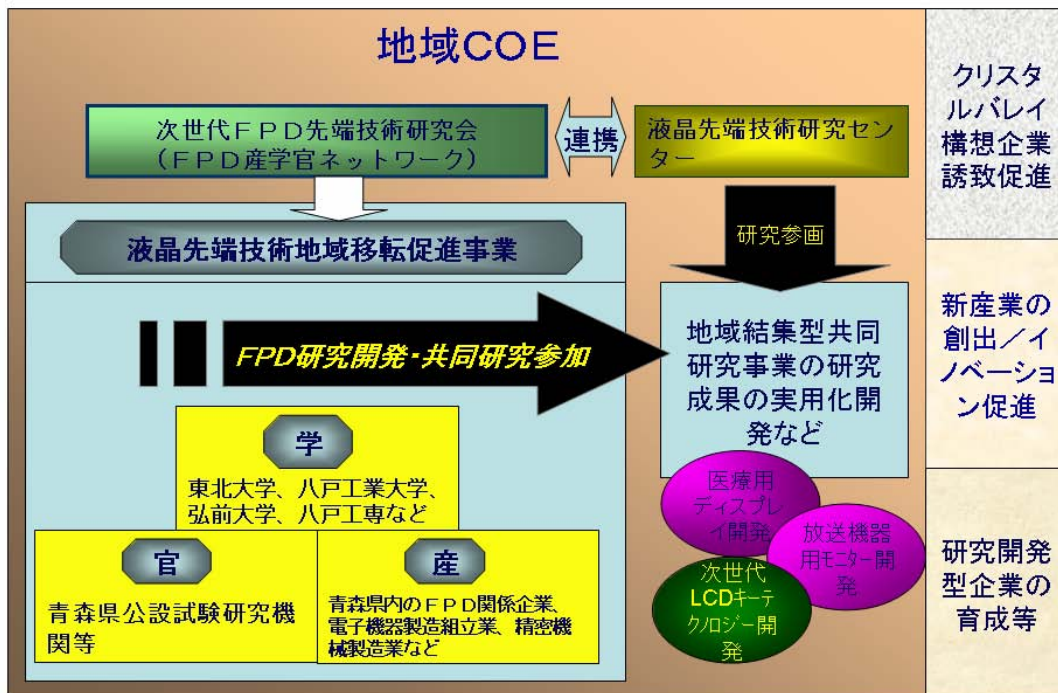 地域COE
次世代FPD先端技術研究会
(FPD産学官ネットワーク)
連携
液晶先端技術研究セン
ター
液晶先端技術地域移転促進事業
研究参画
FPD研究開発・共同研究参加
地域結集型共同
研究事業の研究
成果の実用化開
発など
学
東北大学、八戸工業大学、
弘前大学、八戸工専など
官
青森県公設試験研究機
関等
産
青森県内のFPD関係企業、
電子機器製造組立業、精密機
械製造業など
医療用
ディスプレ
イ開発
放送機器
用モニター開
発
次世代
LCDキーテ
クノロジー開
発
クリスタ
ルバレイ
構想企業
誘致促進
新産業の
創出/イ
ノベーショ
ン促進
研究開発
型企業の
育成等